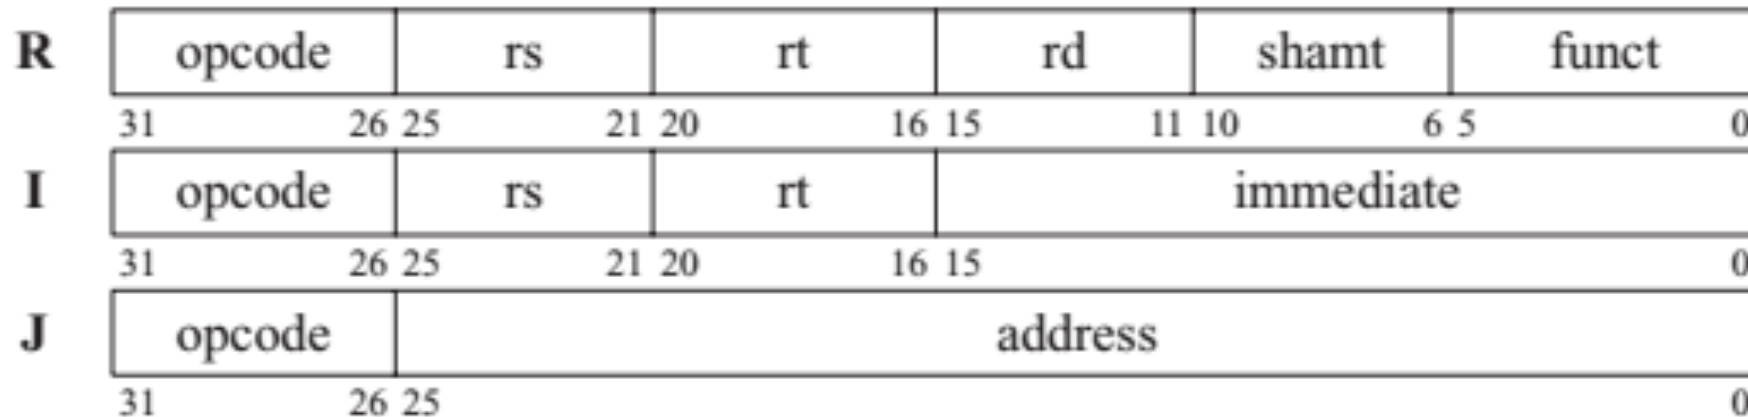 R opcode rs rt rd shamt funct
31 26 25 21 20 16 15 11 10 6 5 0
I opcode rs rt immediate
31 26 25 21 20 16 15 0
J opcode address
31 26 25 0